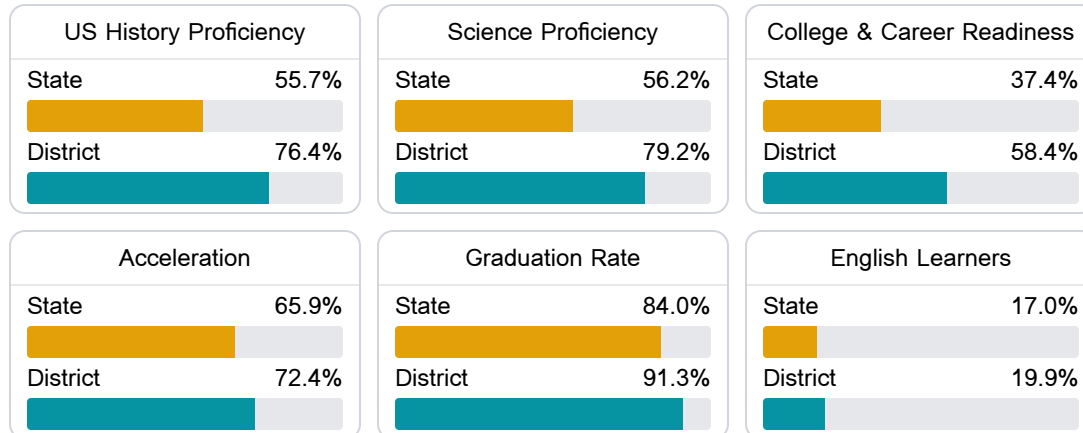 US History Proficiency
State 55.7%
District 76.4%
Science Proficiency
State 56.2%
District 79.2%
College & Career Readiness
State 37.4%
District 58.4%
Acceleration
State 65.9%
District 72.4%
Graduation Rate
State 84.0%
District 91.3%
English Learners
State 17.0%
District 19.9%